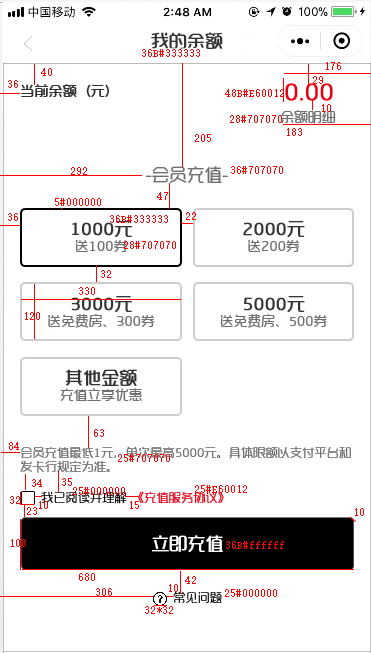 中国移动 2:48 AM 100%
我的余额
36B#333333
176
40
29
36 当前余额（元） 48B#E60012 0.00
10
28#707070 余额明细
183
205
292 -会员充值- 36#707070
47
5#000000
36 36B#333333 22
1000元 2000元
送100券 28#707070 送200券
32
330
3000元 5000元
120 送免费房、300券 送免费房、500券
其他金额
充值立享优惠
63
84
会员充值最低1元，单次最高5000元。具体限额以支付平台和
发卡行规定为准。 25#707070
34 35
25#000000 25#E60012
32 我已阅读并理解 《充值服务协议》
23 10 15 10
立即充值 36B#ffffff
680 42
306 10 25#000000
? 常见问题
32*32